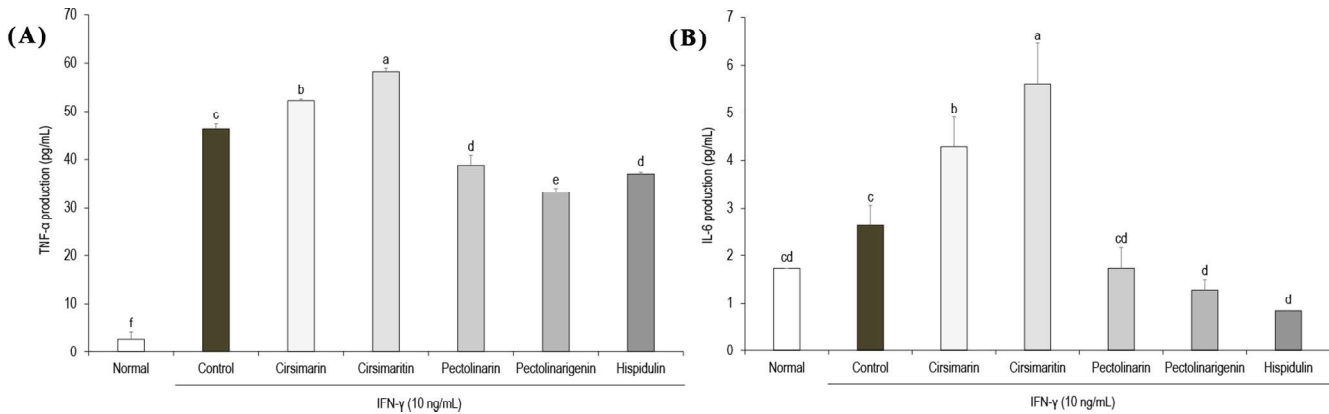 (A)
TNF-α production (pg/mL)
70
60
50
40
30
20
10
0
f
c
b
a
d
e
d
Normal
Control
Cirsimarin
Cirsimaritin
Pectolinarin
Pectolinarigenin
Hispidulin
IFN-γ (10 ng/mL)
(B)
IL-6 production (pg/mL)
7
6
5
4
3
2
1
0
cd
c
b
a
cd
d
d
Normal
Control
Cirsimarin
Cirsimaritin
Pectolinarin
Pectolinarigenin
Hispidulin
IFN-γ (10 ng/mL)